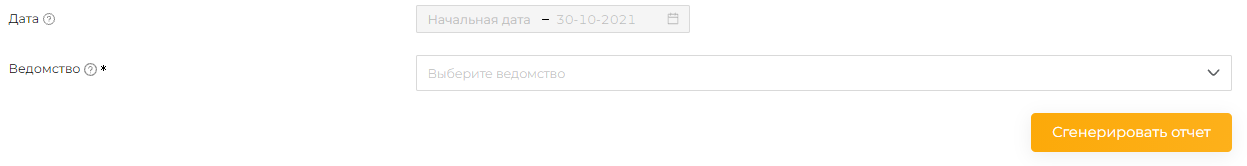 Дата ? Начальная дата – 30-10-2021
Ведомство ? * Выберите ведомство
Сгенерировать отчет